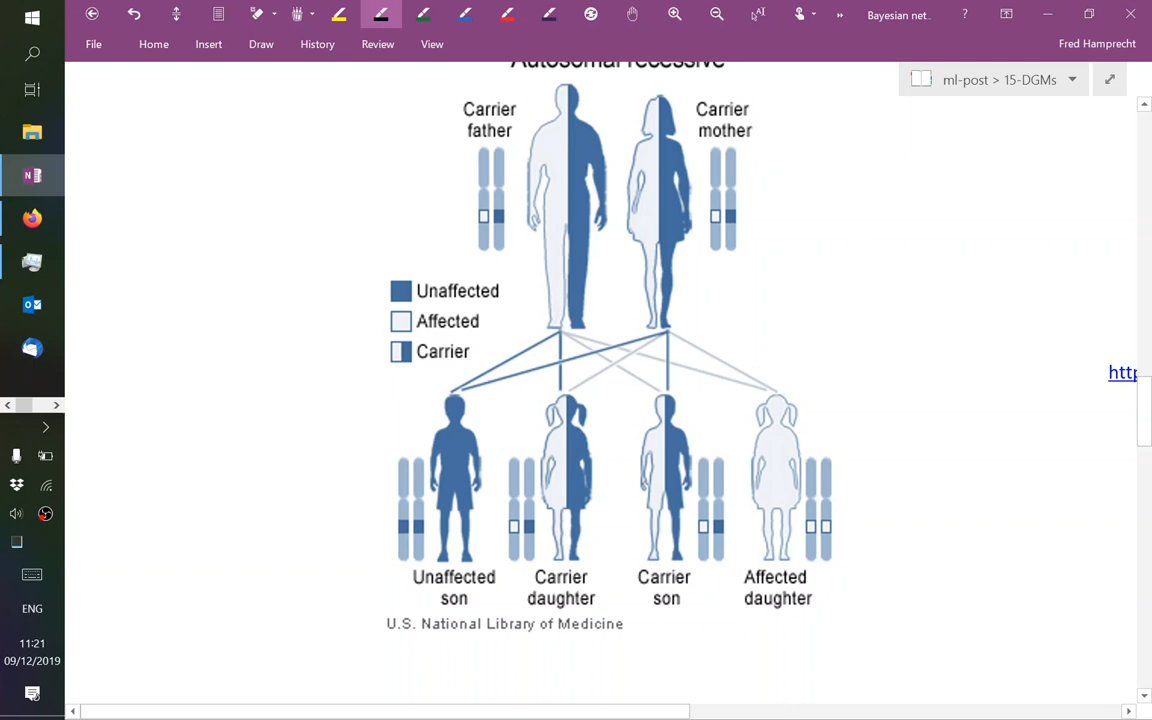 Bayesian net..
?
File
Home
Insert
Draw
History
Review
View
Fred Hamprecht
Autosomal recessive
ml-post > 15-DGMs
Carrier
father
Carrier
mother
Unaffected
Affected
Carrier
http
Unaffected
son
Carrier
daughter
Carrier
son
Affected
daughter
U.S. National Library of Medicine
ENG
11:21
09/12/2019